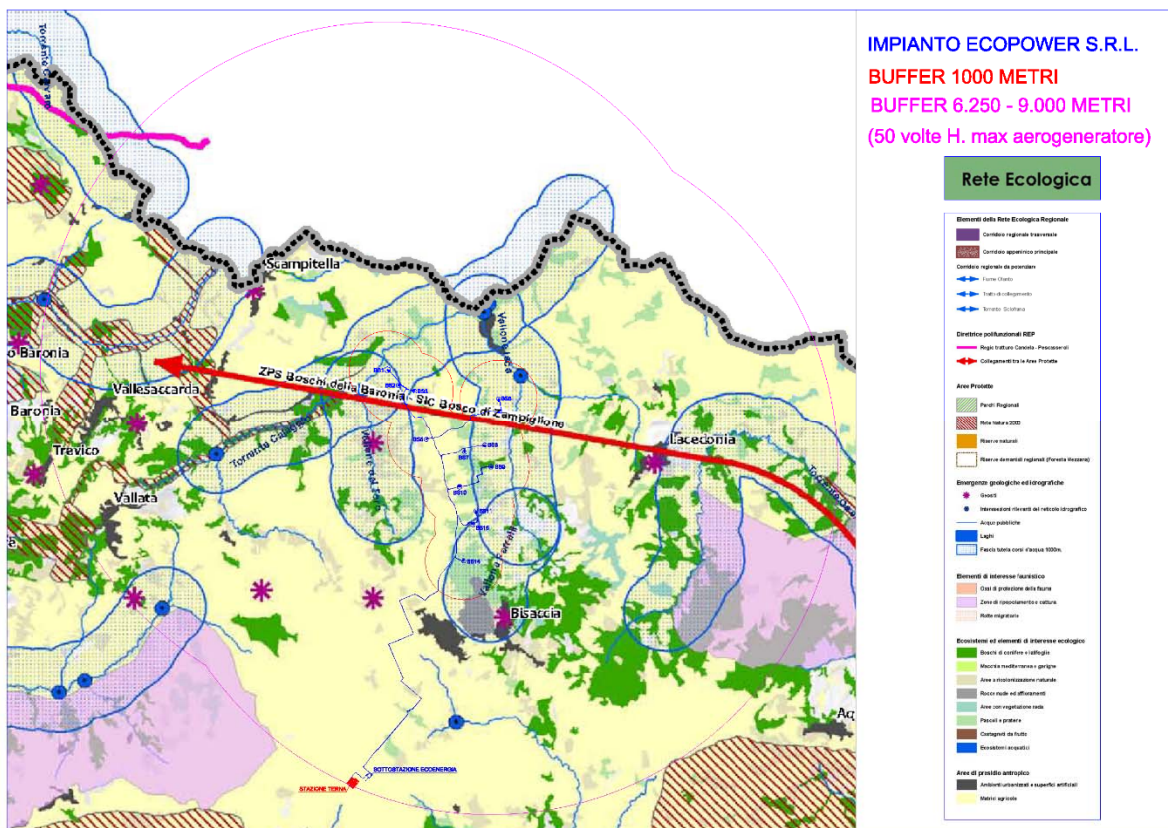 IMPIANTO ECOPOWER S.R.L.
BUFFER 1000 METRI
BUFFER 6.250 - 9.000 METRI
(50 volte H. max aerogeneratore)
Rete Ecologica
Elementi della Rete Ecologica Regionale
Corridoio regionale trasversale
Corridoio appenninico principale
Corridoio regionale da potenziare
Fiume Ofanto
Tratto di collegamento
Direttrice polifunzionali REP
Regio tratturo Candela - Pescasseroli
Collegamenti tra le Aree Protette
Aree Protette
Parchi Regionali
Rete Natura 2000
Riserve naturali
Riserve demaniali regionali (Foresta Mezzana)
Emergenze geologiche ed idrografiche
Geositi
Intersezioni rilevanti del reticolo idrografico
Acque pubbliche
Laghi
Fascia tutela corsi d'acqua 1000m.
Elementi di interesse faunistico
Oasi di protezione della fauna
Zone di ripopolamento e cattura
Rotte migratorie
Ecosistemi ed elementi di interesse ecologico
Boschi di conifere e latifoglie
Macchia mediterranea e garighe
Aree a ricolonizzazione naturale
Rocce nude ed affioramenti
Aree con vegetazione rada
Pascoli e praterie
Castagneti da frutto
Ecosistemi acquatici
Aree di presidio antropico
Ambienti urbanizzati e superfici artificiali
Matrici agricole
Scampitella
o Baronia
Vallesaccarda
ZPS Boschi della Baronia - SIC Bosco di Zampiglione
Baronia
Trevico
Lacedonia
Vallata
Bisaccia
SOTTOSTAZIONE ECOENERGIA
STAZIONE TERNA